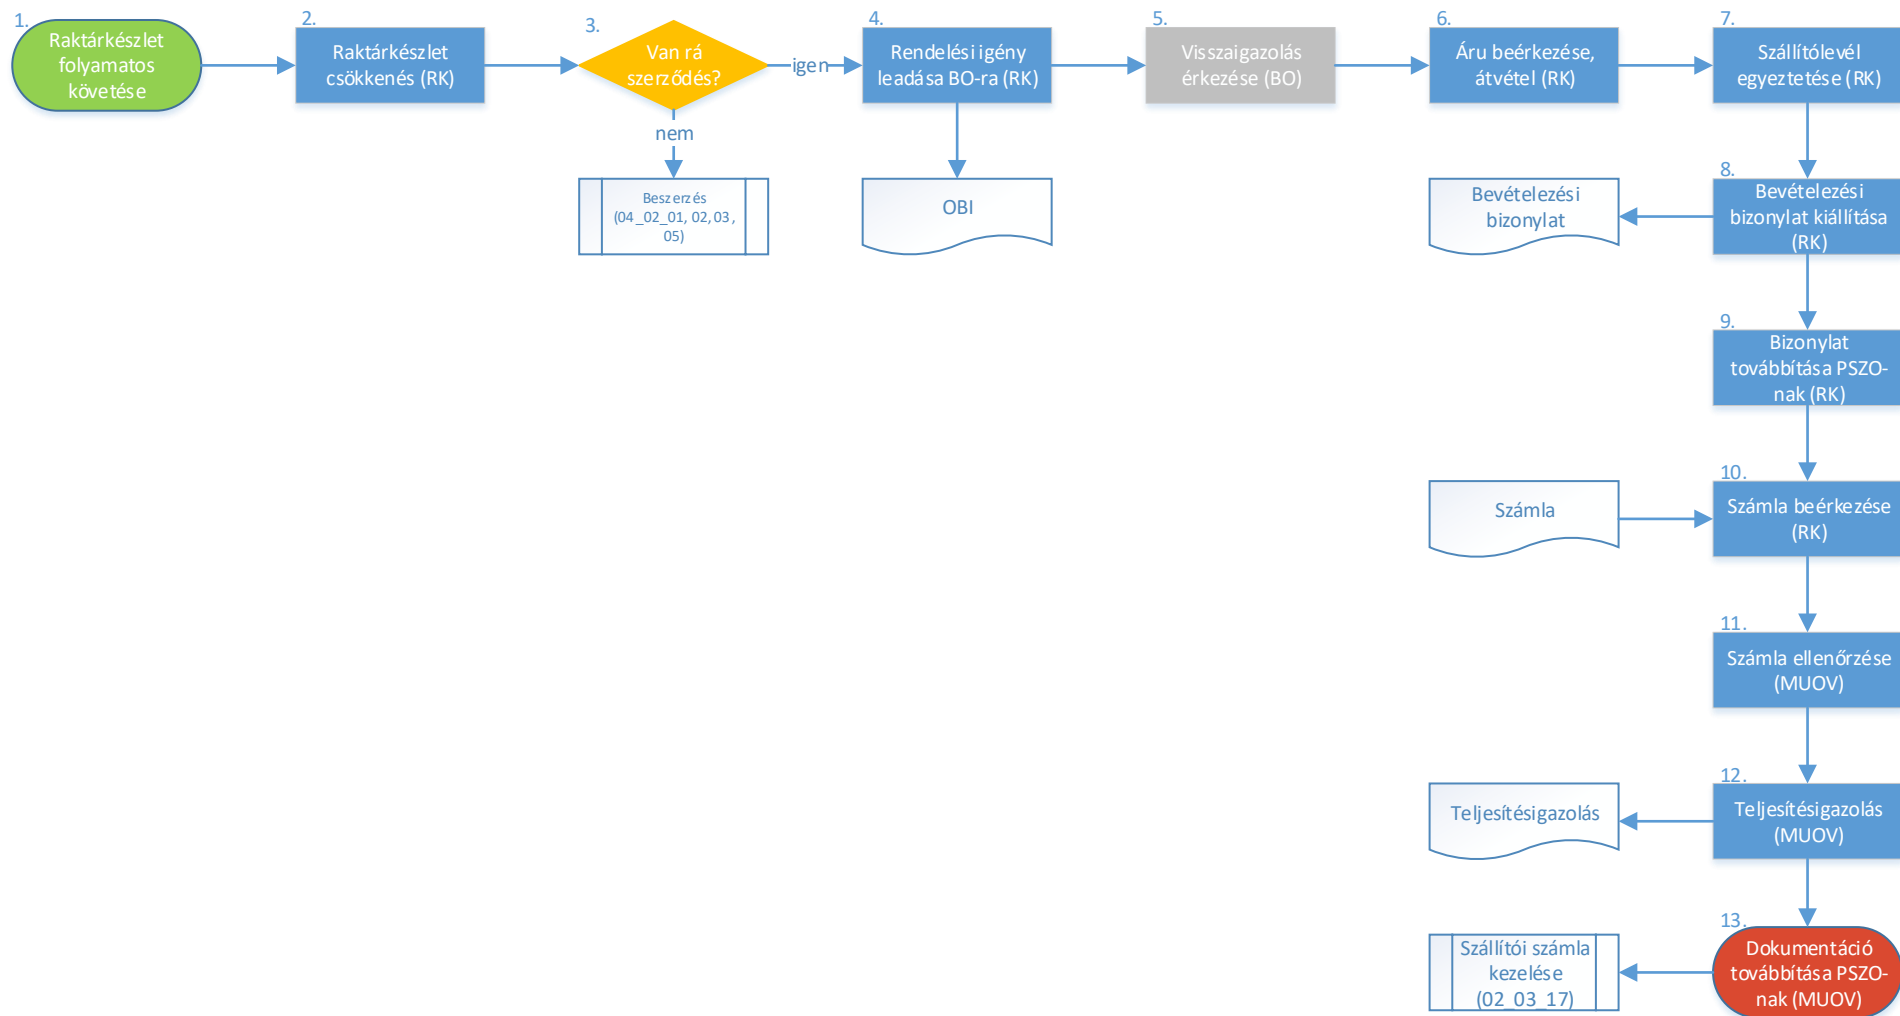 1.
Raktárkészlet
folyamatos
követése
2.
Raktárkészlet
csökkenés (RK)
3.
Van rá
szerződés?
igen
nem
Beszerzés
(04_02_01, 02, 03,
05)
4.
Rendelési igény
leadása BO-ra (RK)
OBI
5.
Visszaigazolás
érkezése (BO)
6.
Áru beérkezése,
átvétel (RK)
7.
Szállítólevél
egyeztetése (RK)
8.
Bevételezési
bizonylat kiállítása
(RK)
Bevételezési
bizonylat
9.
Bizonylat
továbbítása PSZO-
nak (RK)
10.
Számla beérkezése
(RK)
Számla
11.
Számla ellenőrzése
(MUOV)
12.
Teljesítésigazolás
(MUOV)
Teljesítésigazolás
13.
Dokumentáció
továbbítása PSZO-
nak (MUOV)
Szállítói számla
kezelése
(02_03_17)